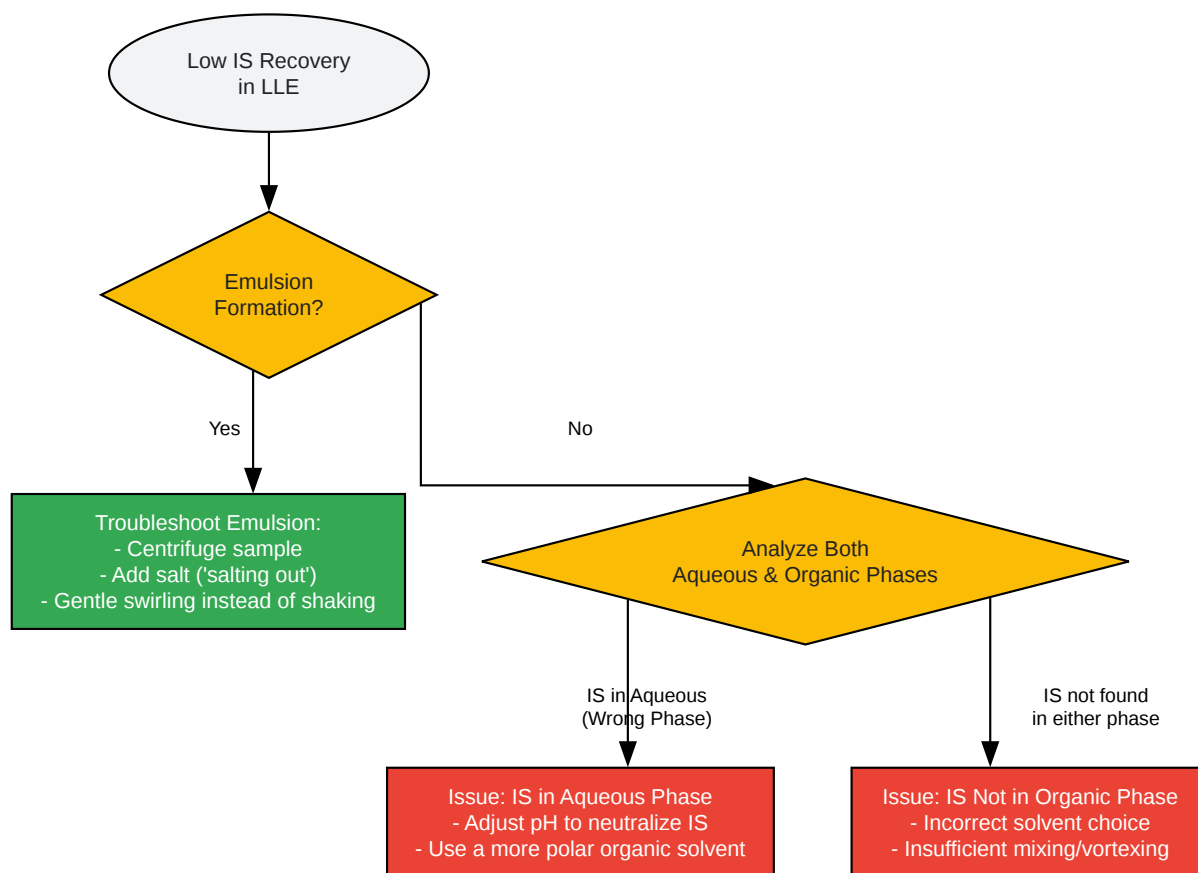 Low IS Recovery
in LLE
Emulsion
Formation?
Yes
No
Troubleshoot Emulsion:
- Centrifuge sample
- Add salt ('salting out')
- Gentle swirling instead of shaking
Analyze Both
Aqueous & Organic Phases
IS in Aqueous
(Wrong Phase)
IS not found
in either phase
Issue: IS in Aqueous Phase
- Adjust pH to neutralize IS
- Use a more polar organic solvent
Issue: IS Not in Organic Phase
- Incorrect solvent choice
- Insufficient mixing/vortexing